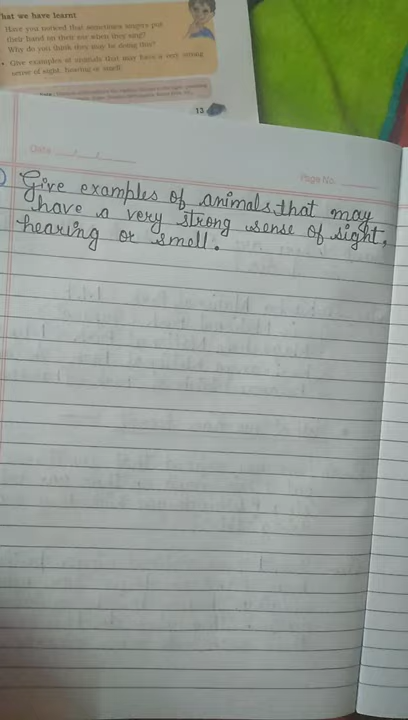 hat we have learnt
Have you noticed that sometimes singers put
their hand on their ear when they sing?
Why do you think they may be doing this?
• Give examples of animals that may have a very strong
sense of sight, hearing or smell.
13
Date
Page No.
Give examples of animals that may
have a very strong sense of sight,
hearing or smell.